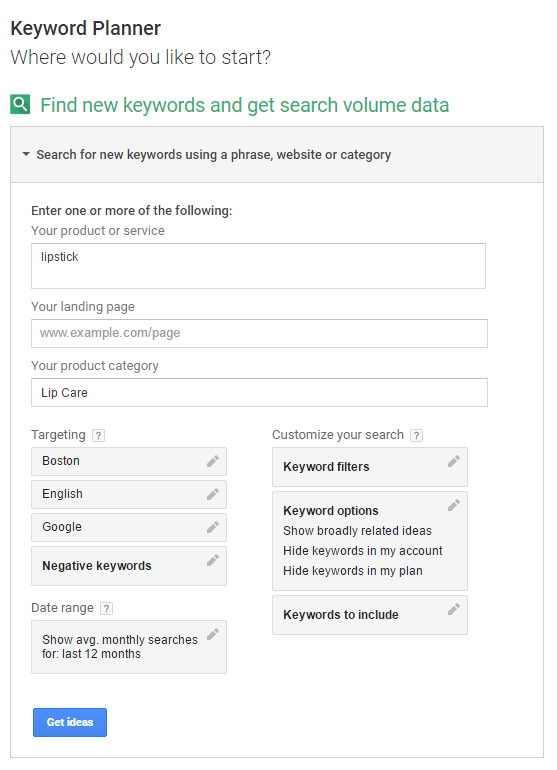 Keyword Planner
Where would you like to start?
Find new keywords and get search volume data
Search for new keywords using a phrase, website or category
Enter one or more of the following:
Your product or service
lipstick
Your landing page
www.example.com/page
Your product category
Lip Care
Targeting ?
Boston
English
Google
Negative keywords
Date range ?
Show avg. monthly searches
for: last 12 months
Customize your search ?
Keyword filters
Keyword options
Show broadly related ideas
Hide keywords in my account
Hide keywords in my plan
Keywords to include
Get ideas